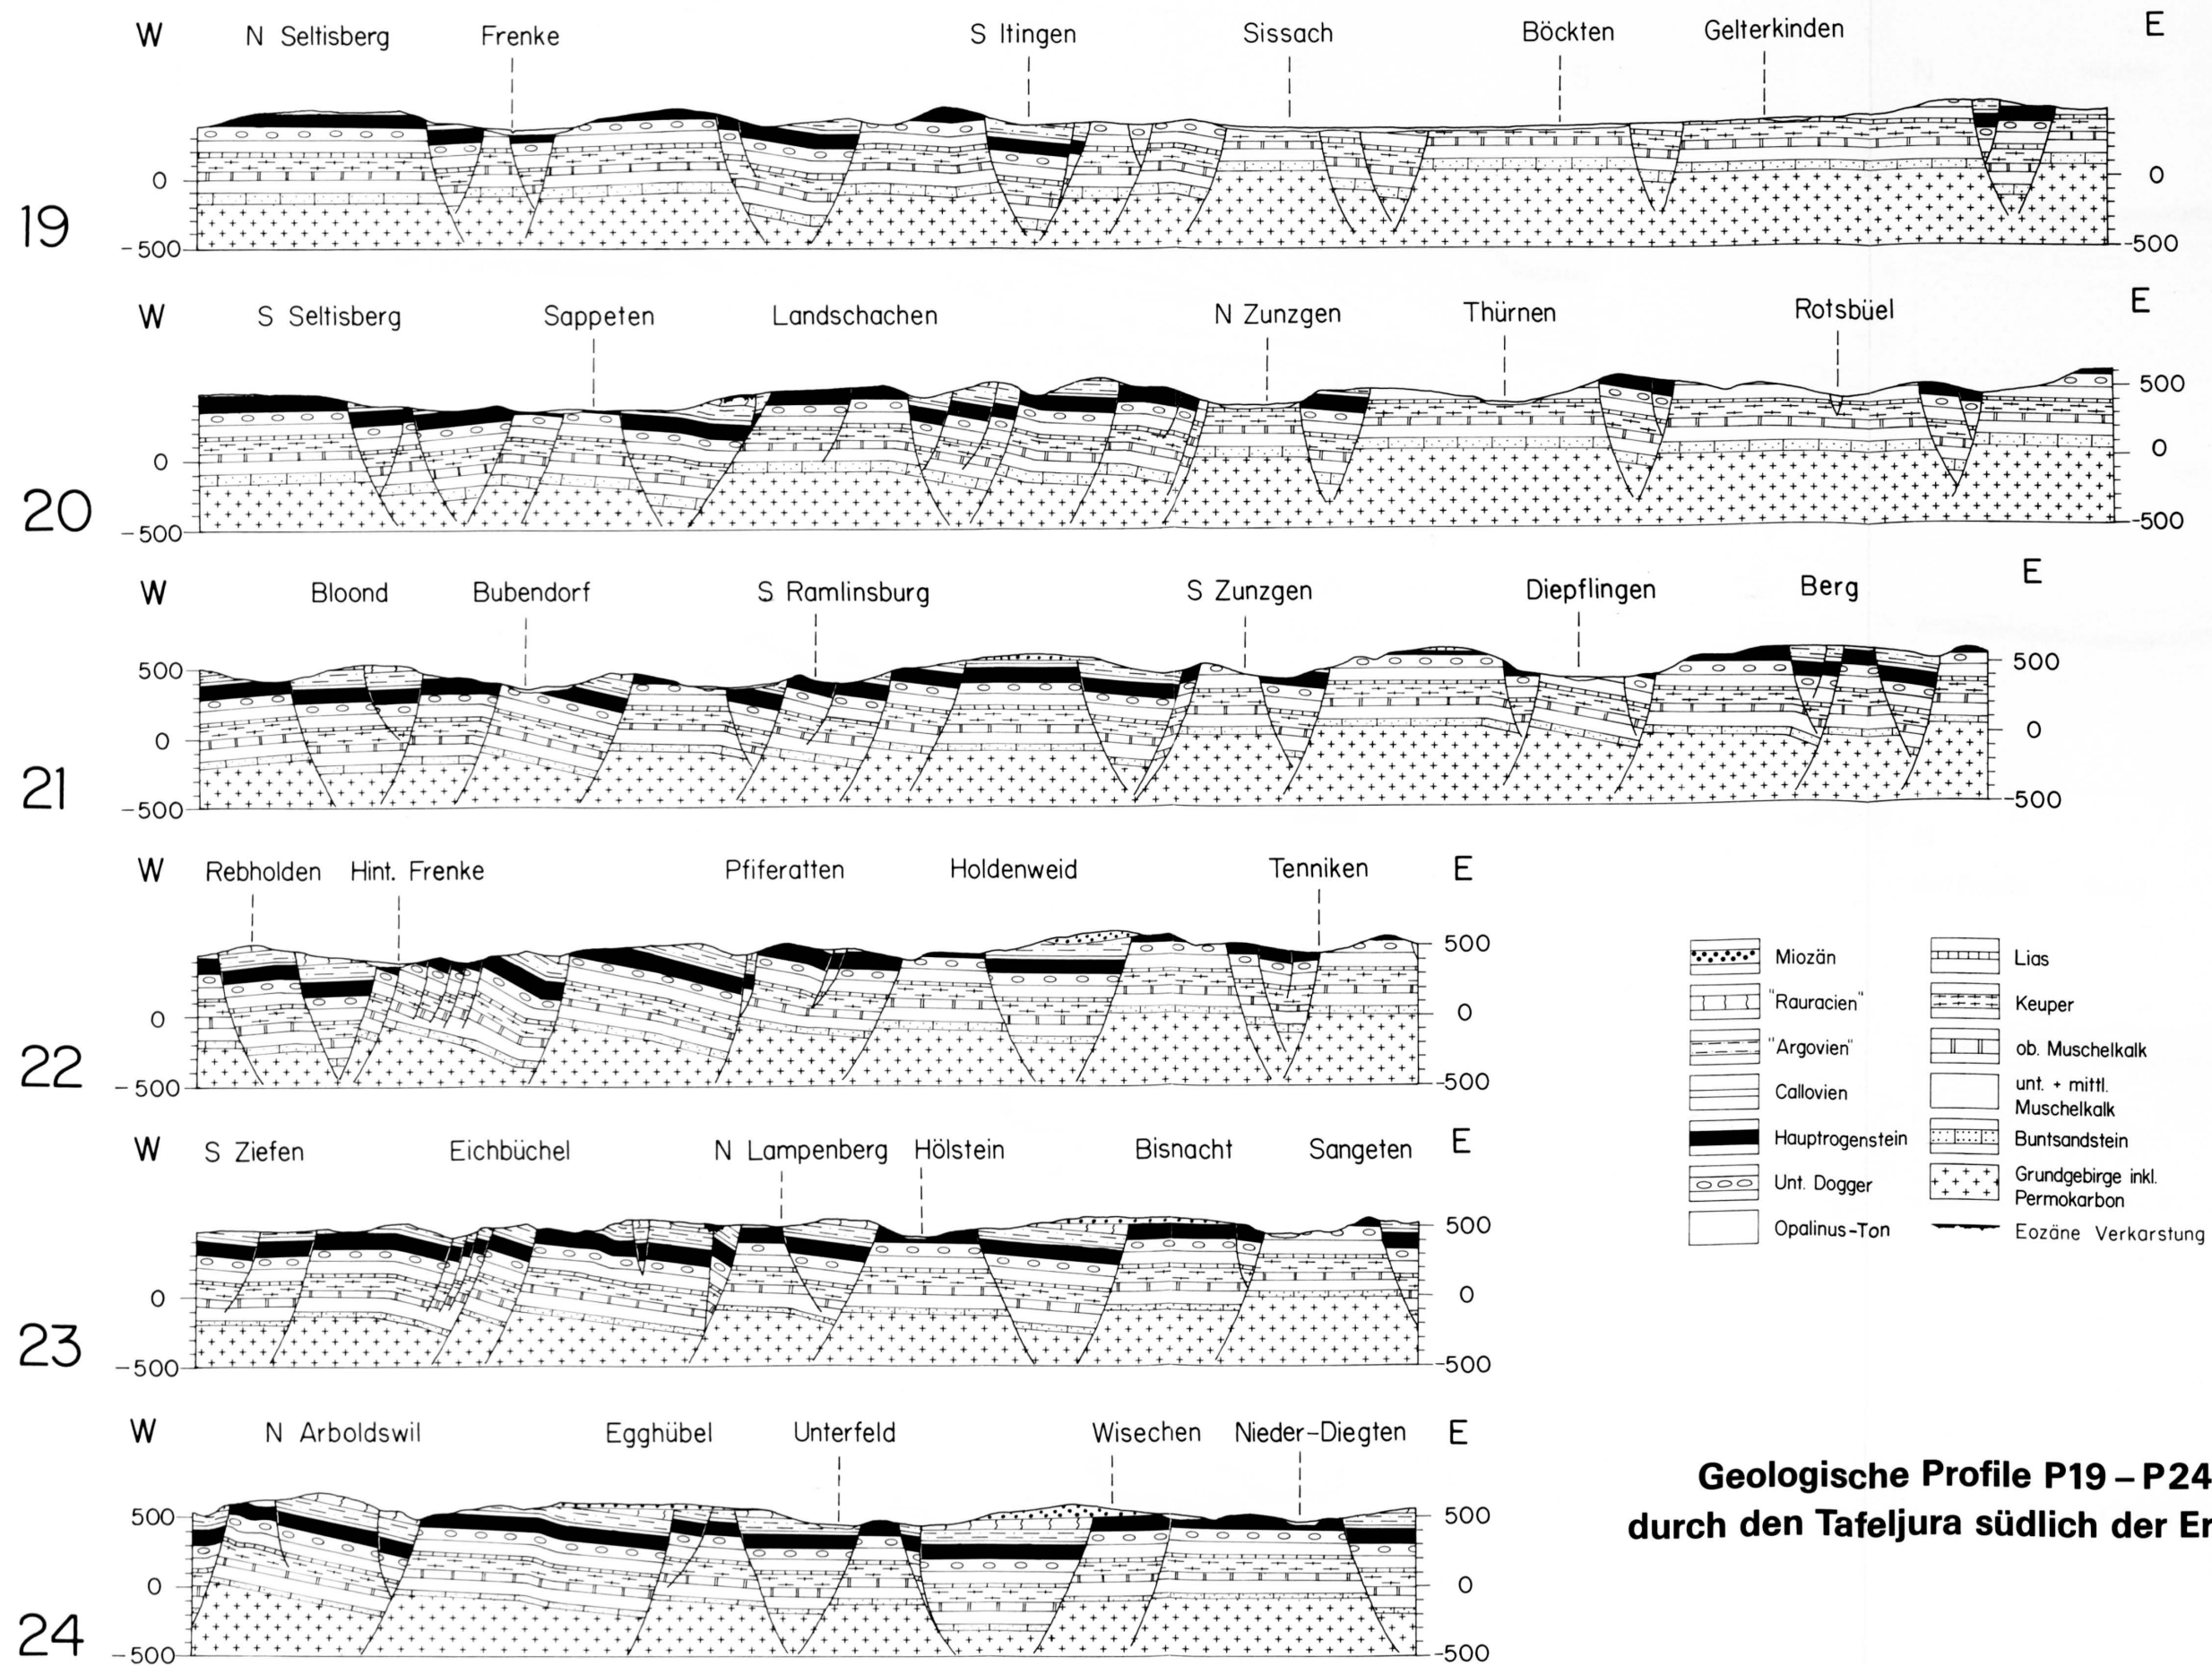 W N Seltisberg Frenke S Itingen Sissach Böckten Gelterkinden E
0 0
19
-500 -500
W S Seltisberg Sappeten Landschachen N Zunzgen Thürnen Rotsbüel E
500
0 0
20
-500 -500
W Bloond Bubendorf S Ramlinsburg S Zunzgen Diepflingen Berg E
500 500
0 0
21
-500 -500
W Rebholden Hint. Frenke Pfiferatten Holdenweid Tenniken E
500
0 0
22
-500 -500
Miozän
"Rauracien"
"Argovien"
Callovien
Hauptrogenstein
Unt. Dogger
Opalinus-Ton
Lias
Keuper
ob. Muschelkalk
unt. + mittl.
Muschelkalk
Buntsandstein
Grundgebirge inkl.
Permokarbon
Eozäne Verkarstung
W S Ziefen Eichbüchel N Lampenberg Hölstein Bisnacht Sangeten E
500
0 0
23
-500 -500
W N Arboldswil Egghübel Unterfeld Wisechen Nieder-Diegten E
500 500
0 0
24
-500 -500
Geologische Profile P19 – P24
durch den Tafeljura südlich der Er